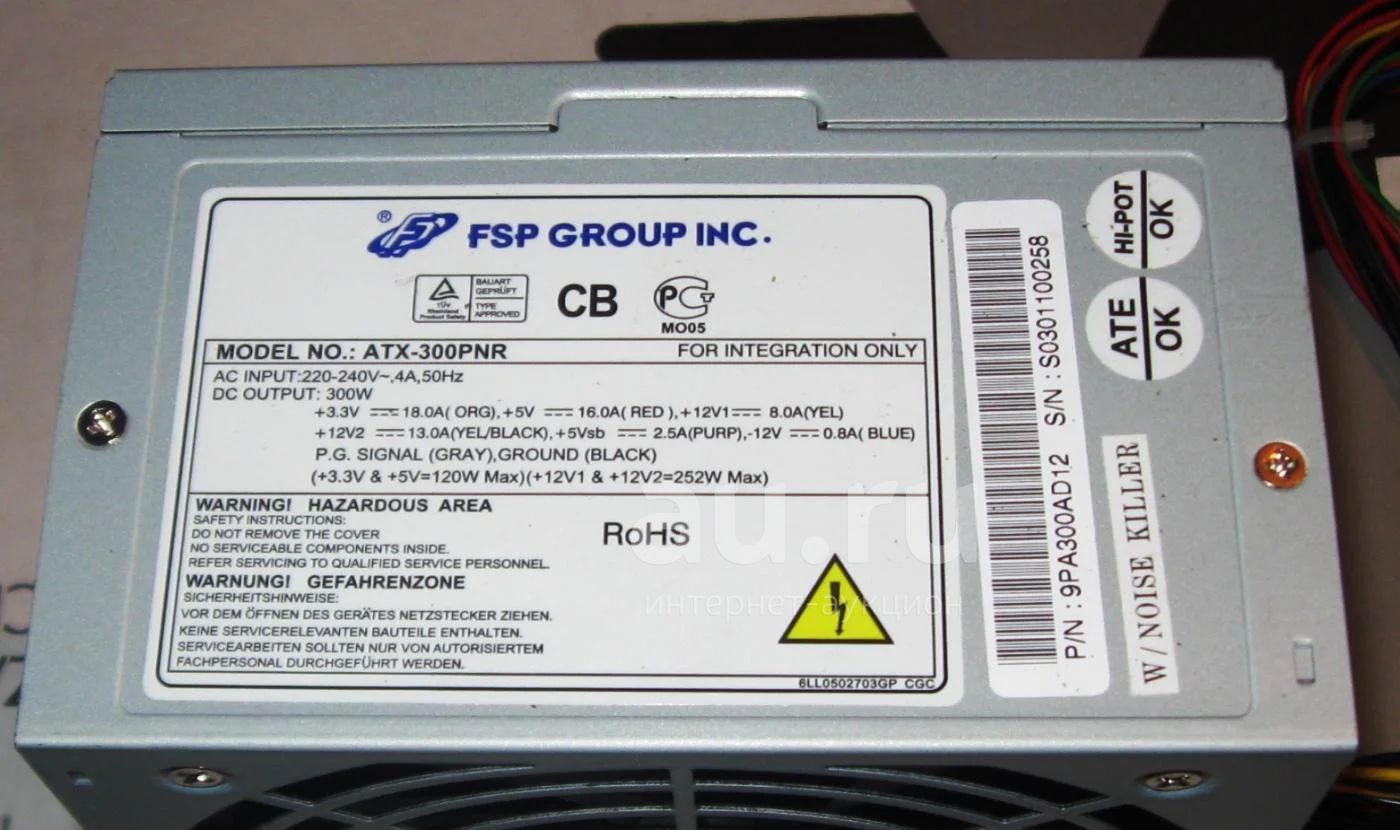 ® FSP GROUP INC.
TÜV
Rheinland
Product Safety
BAUART
GEPRÜFT
TYPE
APPROVED
CB
PCT
MO05
MODEL NO.: ATX-300PNR FOR INTEGRATION ONLY
AC INPUT:220-240V~,4A,50Hz
DC OUTPUT: 300W
+3.3V ⎓ 18.0A( ORG),+5V ⎓ 16.0A( RED ),+12V1⎓ 8.0A(YEL)
+12V2 ⎓13.0A(YEL/BLACK),+5Vsb ⎓ 2.5A(PURP),-12V ⎓0.8A( BLUE)
P.G. SIGNAL (GRAY),GROUND (BLACK)
(+3.3V & +5V=120W Max)(+12V1 & +12V2=252W Max)
WARNING! HAZARDOUS AREA
SAFETY INSTRUCTIONS:
DO NOT REMOVE THE COVER
NO SERVICEABLE COMPONENTS INSIDE.
REFER SERVICING TO QUALIFIED SERVICE PERSONNEL.
WARNUNG! GEFAHRENZONE
SICHERHEITSHINWEISE:
VOR DEM ÖFFNEN DES GERÄTES NETZSTECKER ZIEHEN.
KEINE SERVICERELEVANTEN BAUTEILE ENTHALTEN.
SERVICEARBEITEN SOLLTEN NUR VON AUTORISIERTEM
FACHPERSONAL DURCHGEFÜHRT WERDEN.
RoHS
6LL0502703GP CGC
P/N : 9PA300AD12 S/N : S0301100258
HI-POT
OK
ATE
OK
W/NOISE KILLER
au.ru
интернет-аукцион